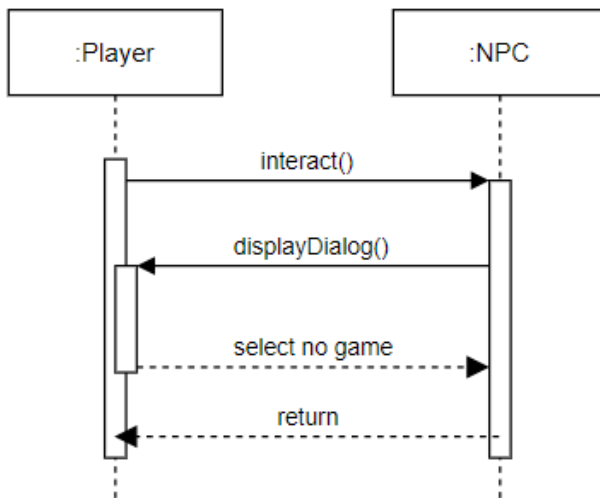 :Player
:NPC
interact()
displayDialog()
select no game
return